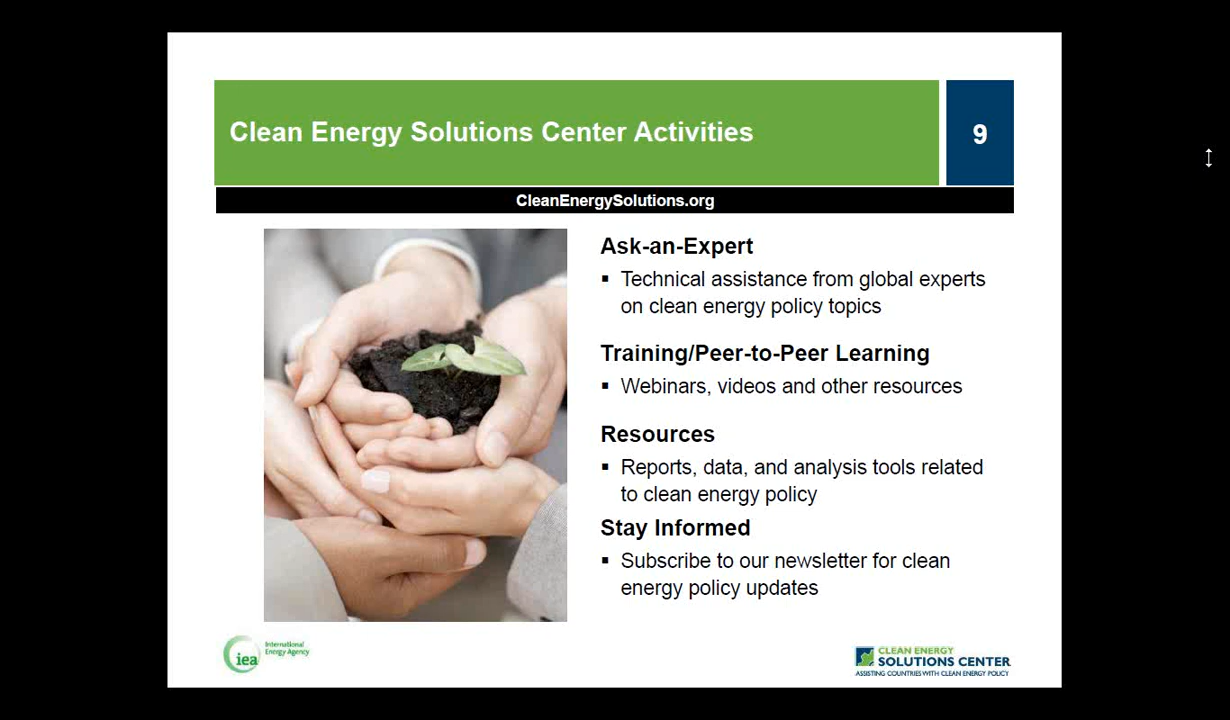 Clean Energy Solutions Center Activities
9
CleanEnergySolutions.org
Ask-an-Expert
▪ Technical assistance from global experts
on clean energy policy topics
Training/Peer-to-Peer Learning
▪ Webinars, videos and other resources
Resources
▪ Reports, data, and analysis tools related
to clean energy policy
Stay Informed
▪ Subscribe to our newsletter for clean
energy policy updates
iea
International
Energy Agency
CLEAN ENERGY
SOLUTIONS CENTER
ASSISTING COUNTRIES WITH CLEAN ENERGY POLICY